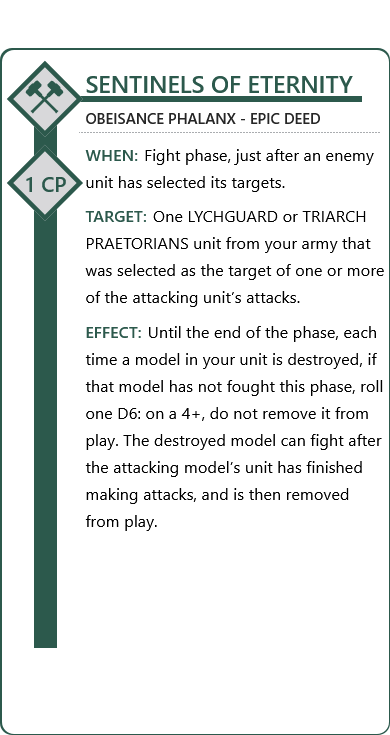 SENTINELS OF ETERNITY
OBEISANCE PHALANX - EPIC DEED
1 CP
WHEN: Fight phase, just after an enemy
unit has selected its targets.
TARGET: One LYCHGUARD or TRIARCH
PRAETORIANS unit from your army that
was selected as the target of one or more
of the attacking unit’s attacks.
EFFECT: Until the end of the phase, each
time a model in your unit is destroyed, if
that model has not fought this phase, roll
one D6: on a 4+, do not remove it from
play. The destroyed model can fight after
the attacking model’s unit has finished
making attacks, and is then removed
from play.